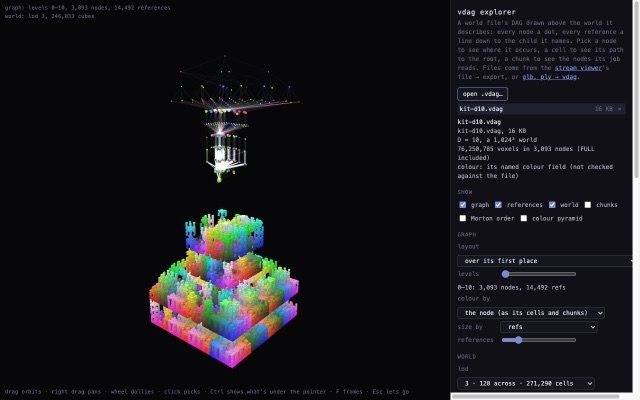 graph: levels 0–10, 3,093 nodes, 14,492 references
world: lod 3, 246,833 cubes
drag orbits · right drag pans · wheel dollies · click picks · Ctrl shows what's under the pointer · F frames · Esc lets go
vdag explorer
A world file's DAG drawn above the world it
describes: every node a dot, every reference a
line down to the child it names. Pick a node
to see where it occurs, a cell to see its path
to the root, a chunk to see the nodes its job
reads. Files come from the stream viewer's
file → export, or glb, ply → vdag.
open .vdag…
kit-d10.vdag 16 KB ×
kit-d10.vdag
kit-d10.vdag, 16 KB
D = 10, a 1,024³ world
76,250,785 voxels in 3,093 nodes (FULL
included)
colour: its named colour field (not checked
against the file)
SHOW
graph references world chunks
Morton order colour pyramid
GRAPH
layout
over its first place
levels
0–10: 3,093 nodes, 14,492 refs
colour by
the node (as its cells and chunks)
size by refs
references
WORLD
lod
3 · 128 across · 271,290 cells